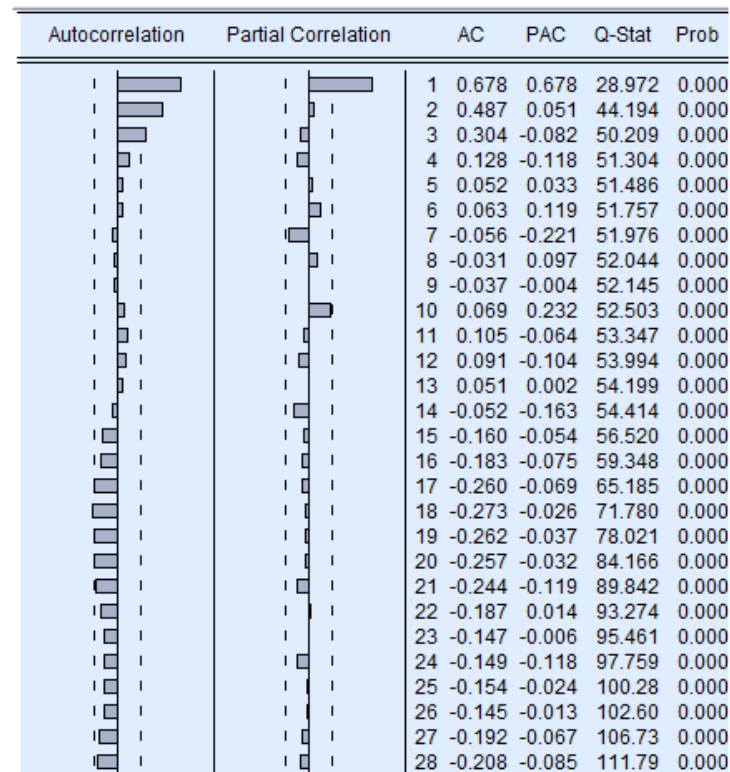 Autocorrelation Partial Correlation AC PAC Q-Stat Prob
1 0.678 0.678 28.972 0.000
2 0.487 0.051 44.194 0.000
3 0.304 -0.082 50.209 0.000
4 0.128 -0.118 51.304 0.000
5 0.052 0.033 51.486 0.000
6 0.063 0.119 51.757 0.000
7 -0.056 -0.221 51.976 0.000
8 -0.031 0.097 52.044 0.000
9 -0.037 -0.004 52.145 0.000
10 0.069 0.232 52.503 0.000
11 0.105 -0.064 53.347 0.000
12 0.091 -0.104 53.994 0.000
13 0.051 0.002 54.199 0.000
14 -0.052 -0.163 54.414 0.000
15 -0.160 -0.054 56.520 0.000
16 -0.183 -0.075 59.348 0.000
17 -0.260 -0.069 65.185 0.000
18 -0.273 -0.026 71.780 0.000
19 -0.262 -0.037 78.021 0.000
20 -0.257 -0.032 84.166 0.000
21 -0.244 -0.119 89.842 0.000
22 -0.187 0.014 93.274 0.000
23 -0.147 -0.006 95.461 0.000
24 -0.149 -0.118 97.759 0.000
25 -0.154 -0.024 100.28 0.000
26 -0.145 -0.013 102.60 0.000
27 -0.192 -0.067 106.73 0.000
28 -0.208 -0.085 111.79 0.000